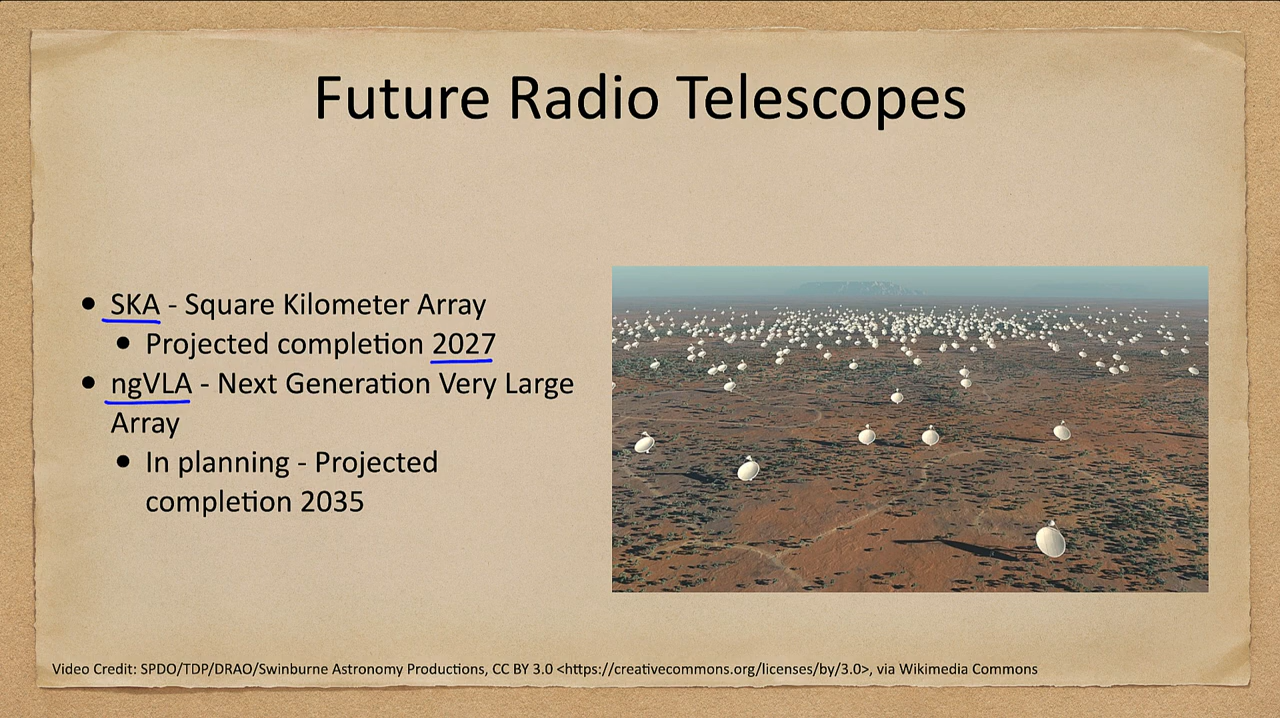 Future Radio Telescopes
• SKA - Square Kilometer Array
• Projected completion 2027
• ngVLA - Next Generation Very Large
Array
• In planning - Projected
completion 2035
Video Credit: SPDO/TDP/DRAO/Swinburne Astronomy Productions, CC BY 3.0 <https://creativecommons.org/licenses/by/3.0>, via Wikimedia Commons